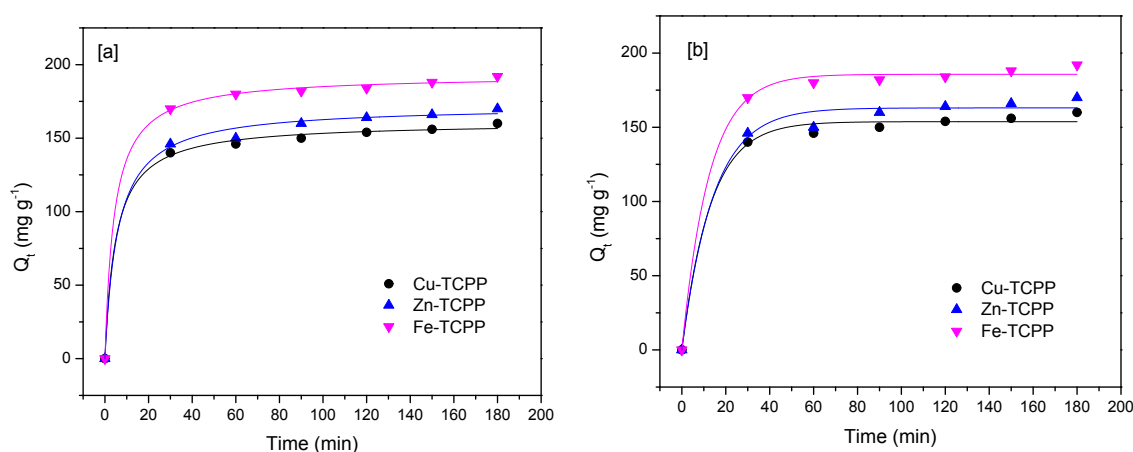 [a]
200
150
100
50
0
Qt (mg g-1)
Cu-TCPP
Zn-TCPP
Fe-TCPP
0 20 40 60 80 100 120 140 160 180 200
Time (min)
[b]
200
150
100
50
0
Qt (mg g-1)
Cu-TCPP
Zn-TCPP
Fe-TCPP
0 20 40 60 80 100 120 140 160 180 200
Time (min)